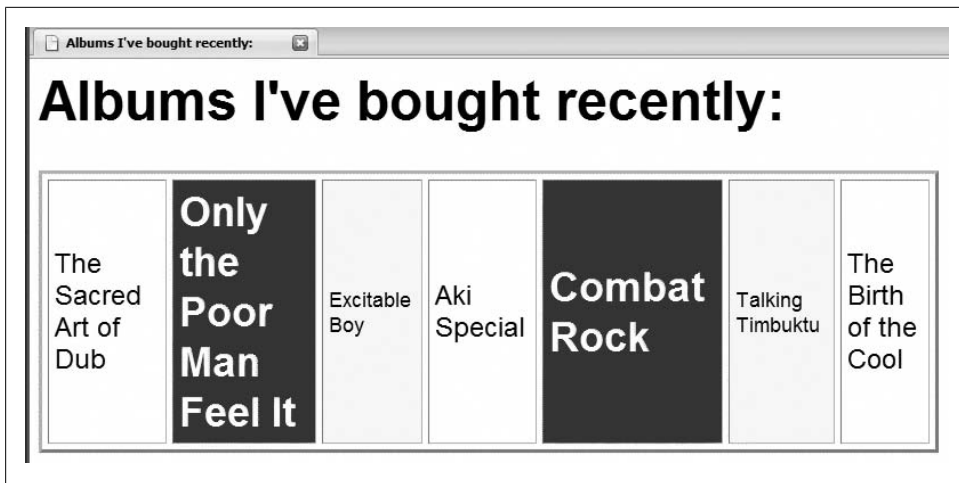 Albums I've bought recently:
Albums I've bought recently:
The
Sacred
Art of
Dub
Only
the
Poor
Man
Feel It
Excitable
Boy
Aki
Special
Combat
Rock
Talking
Timbuktu
The
Birth
of the
Cool